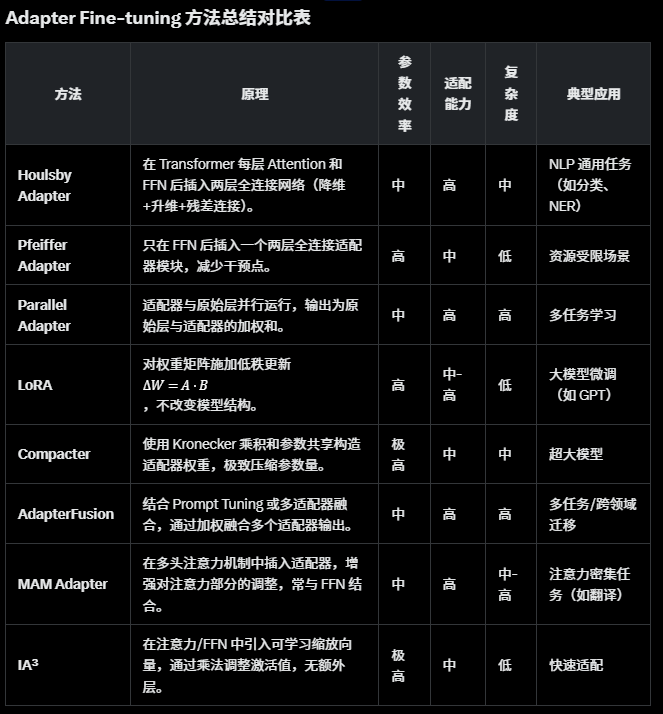 Adapter Fine-tuning 方法总结对比表
方法
原理
参
数
效
率
适配
能力
复
杂
度
典型应用
Houlsby
Adapter
在 Transformer 每层 Attention 和
FFN 后插入两层全连接网络（降维
+升维+残差连接）。
中
高
中
NLP 通用任务
（如分类、
NER）
Pfeiffer
Adapter
只在 FFN 后插入一个两层全连接适配
器模块，减少干预点。
高
中
低
资源受限场景
Parallel
Adapter
适配器与原始层并行运行，输出为原
始层与适配器的加权和。
中
高
高
多任务学习
LoRA
对权重矩阵施加低秩更新
ΔW = A · B
，不改变模型结构。
高
中-
高
低
大模型微调
（如 GPT）
Compacter
使用 Kronecker 乘积和参数共享构造
适配器权重，极致压缩参数量。
极
高
中
中
超大模型
AdapterFusion
结合 Prompt Tuning 或多适配器融
合，通过加权融合多个适配器输出。
中
高
高
多任务/跨领域
迁移
MAM Adapter
在多头注意力机制中插入适配器，增
强对注意力部分的调整，常与 FFN 结
合。
中
高
中-
高
注意力密集任
务（如翻译）
IA³
在注意力/FFN 中引入可学习缩放向
量，通过乘法调整激活值，无额外
层。
极
高
中
低
快速适配